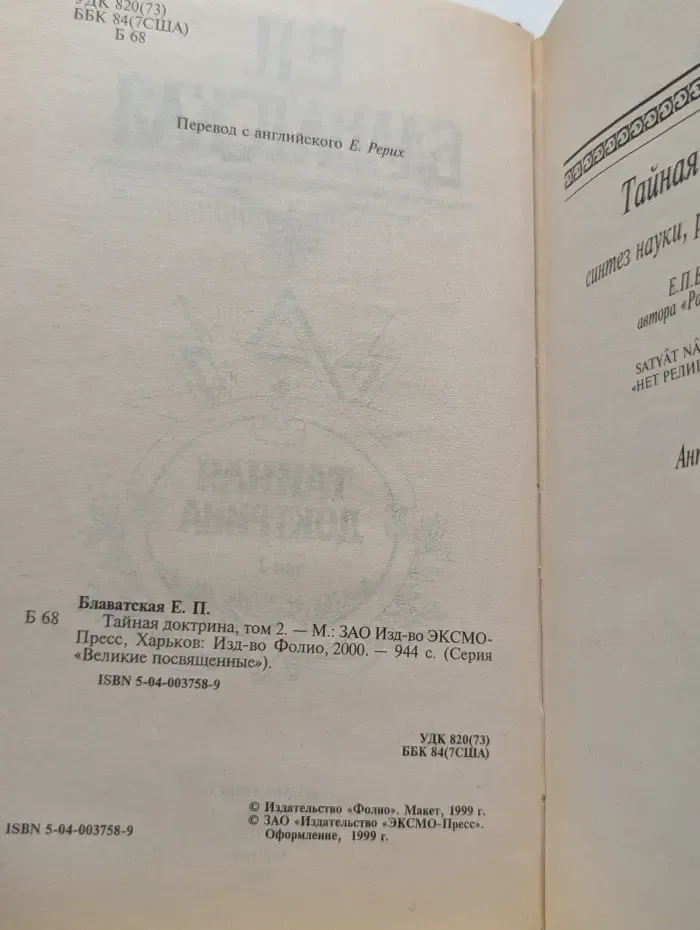 УДК 820(73)
ББК 84(7США)
Б 68
Перевод с английского Е. Рерих
Блаватская Е. П.
Б 68 Тайная доктрина, том 2. — М.: ЗАО Изд-во ЭКСМО-
Пресс, Харьков: Изд-во Фолио, 2000. — 944 с. (Серия
«Великие посвященные»).
ISBN 5-04-003758-9
УДК 820(73)
ББК 84(7США)
© Издательство «Фолио». Макет, 1999 г.
© ЗАО «Издательство «ЭКСМО-Пресс».
Оформление, 1999 г.
ISBN 5-04-003758-9
Тайная
синтез науки,
автора
SATYÂT
«НЕТ